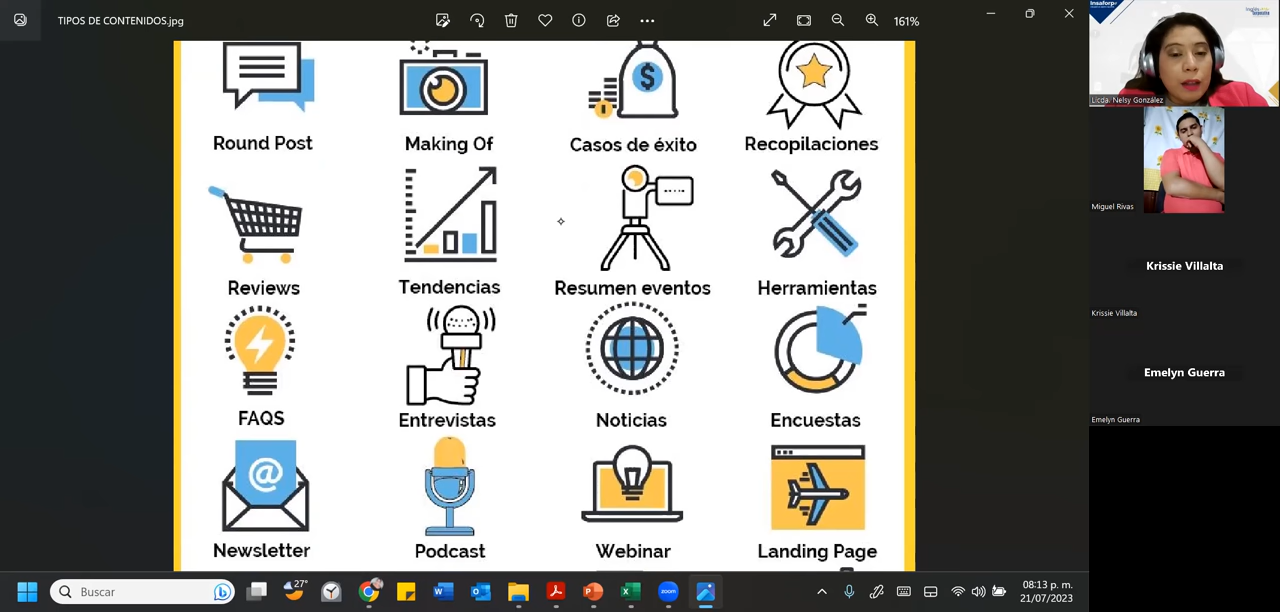 TIPOS DE CONTENIDOS.jpg
161%
Insaforp
Licda. Nelsy González
Round Post
Making Of
Casos de éxito
Recopilaciones
Miguel Rivas
Reviews
Tendencias
Resumen eventos
Herramientas
Krissie Villalta
Krissie Villalta
FAQS
Entrevistas
Noticias
Encuestas
Emelyn Guerra
Emelyn Guerra
Newsletter
Podcast
Webinar
Landing Page
Buscar
27°
08:13 p. m.
21/07/2023